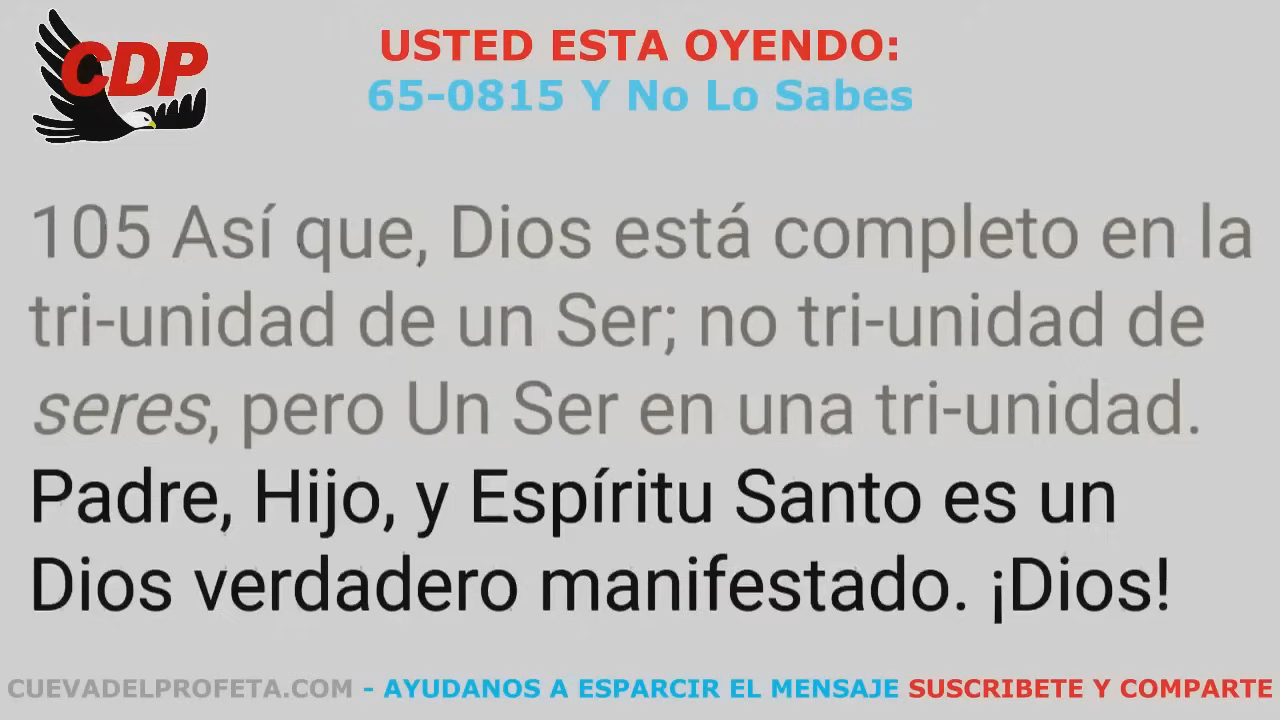 CDP
USTED ESTA OYENDO:
65-0815 Y No Lo Sabes
105 Así que, Dios está completo en la
tri-unidad de un Ser; no tri-unidad de
seres, pero Un Ser en una tri-unidad.
Padre, Hijo, y Espíritu Santo es un
Dios verdadero manifestado. ¡Dios!
CUEVADELPROFETA.COM - AYUDANOS A ESPARCIR EL MENSAJE SUSCRIBETE Y COMPARTE